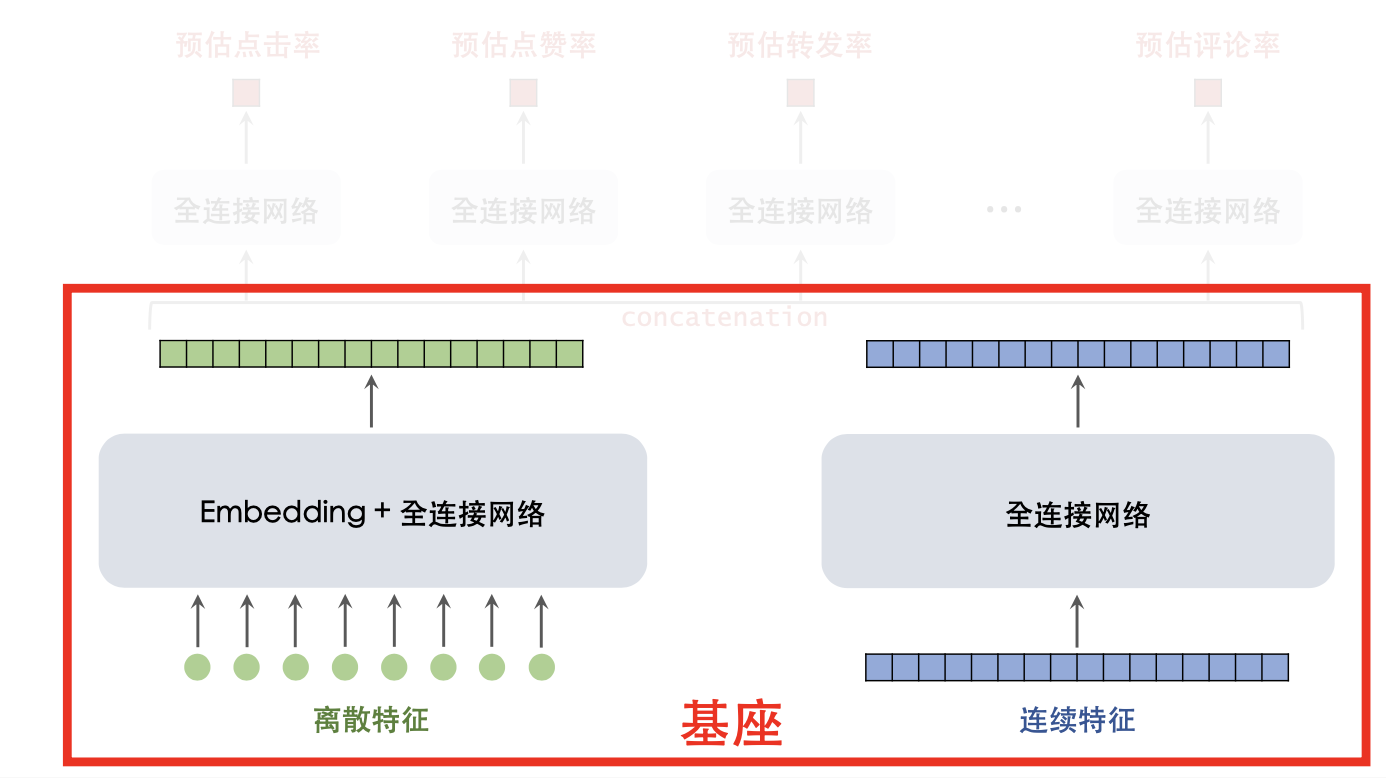 预估点击率
预估点赞率
预估转发率
预估评论率
全连接网络
全连接网络
全连接网络
...
全连接网络
concatenation
Embedding + 全连接网络
全连接网络
离散特征
基座
连续特征